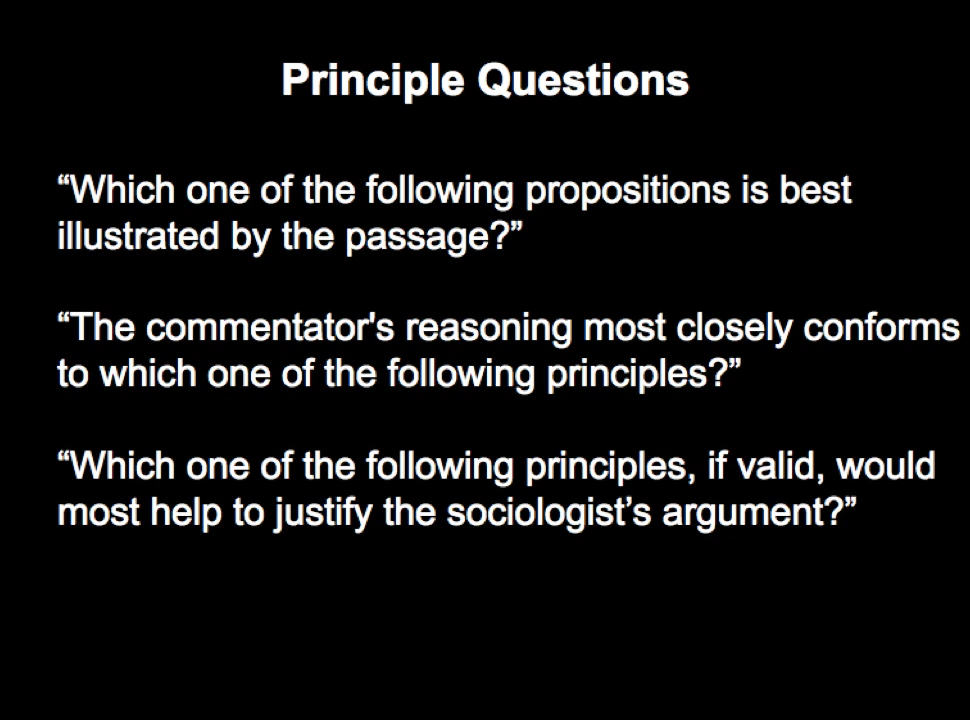 Principle Questions
“Which one of the following propositions is best
illustrated by the passage?”
“The commentator's reasoning most closely conforms
to which one of the following principles?”
“Which one of the following principles, if valid, would
most help to justify the sociologist’s argument?”